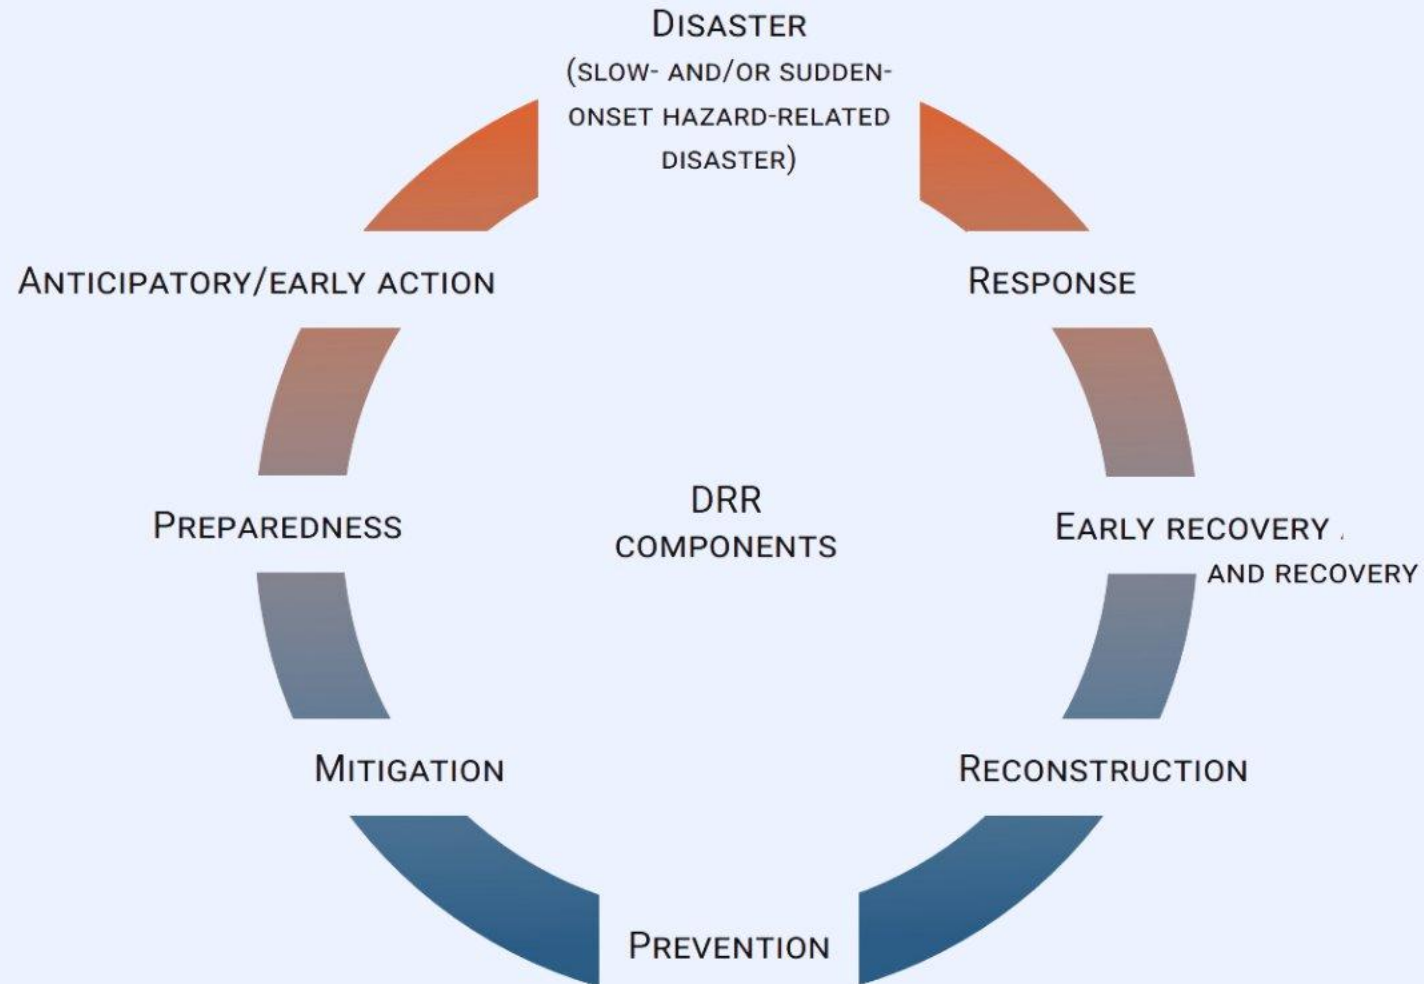 DISASTER
(SLOW- AND/OR SUDDEN-
ONSET HAZARD-RELATED
DISASTER)
ANTICIPATORY/EARLY ACTION
RESPONSE
PREPAREDNESS
DRR
COMPONENTS
EARLY RECOVERY
AND RECOVERY
MITIGATION
RECONSTRUCTION
PREVENTION